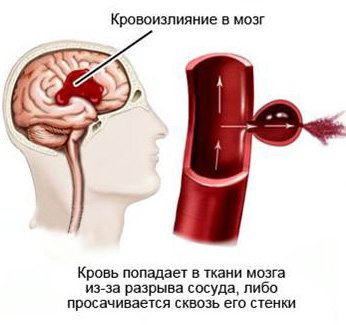 Кровоизлияние в мозг
Кровь попадает в ткани мозга
из-за разрыва сосуда, либо
просачивается сквозь его стенки